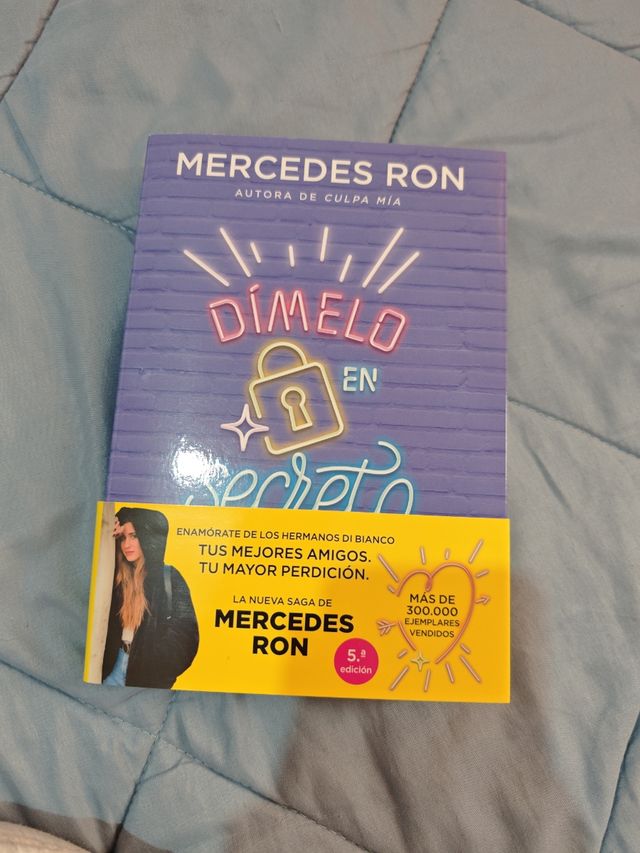 MERCEDES RON
AUTORA DE CULPA MÍA
DÍMELO
EN
secreto
ENAMÓRATE DE LOS HERMANOS DI BIANCO
TUS MEJORES AMIGOS.
TU MAYOR PERDICIÓN.
LA NUEVA SAGA DE
MERCEDES
RON
5.ª
edición
MÁS DE
300.000
EJEMPLARES
VENDIDOS